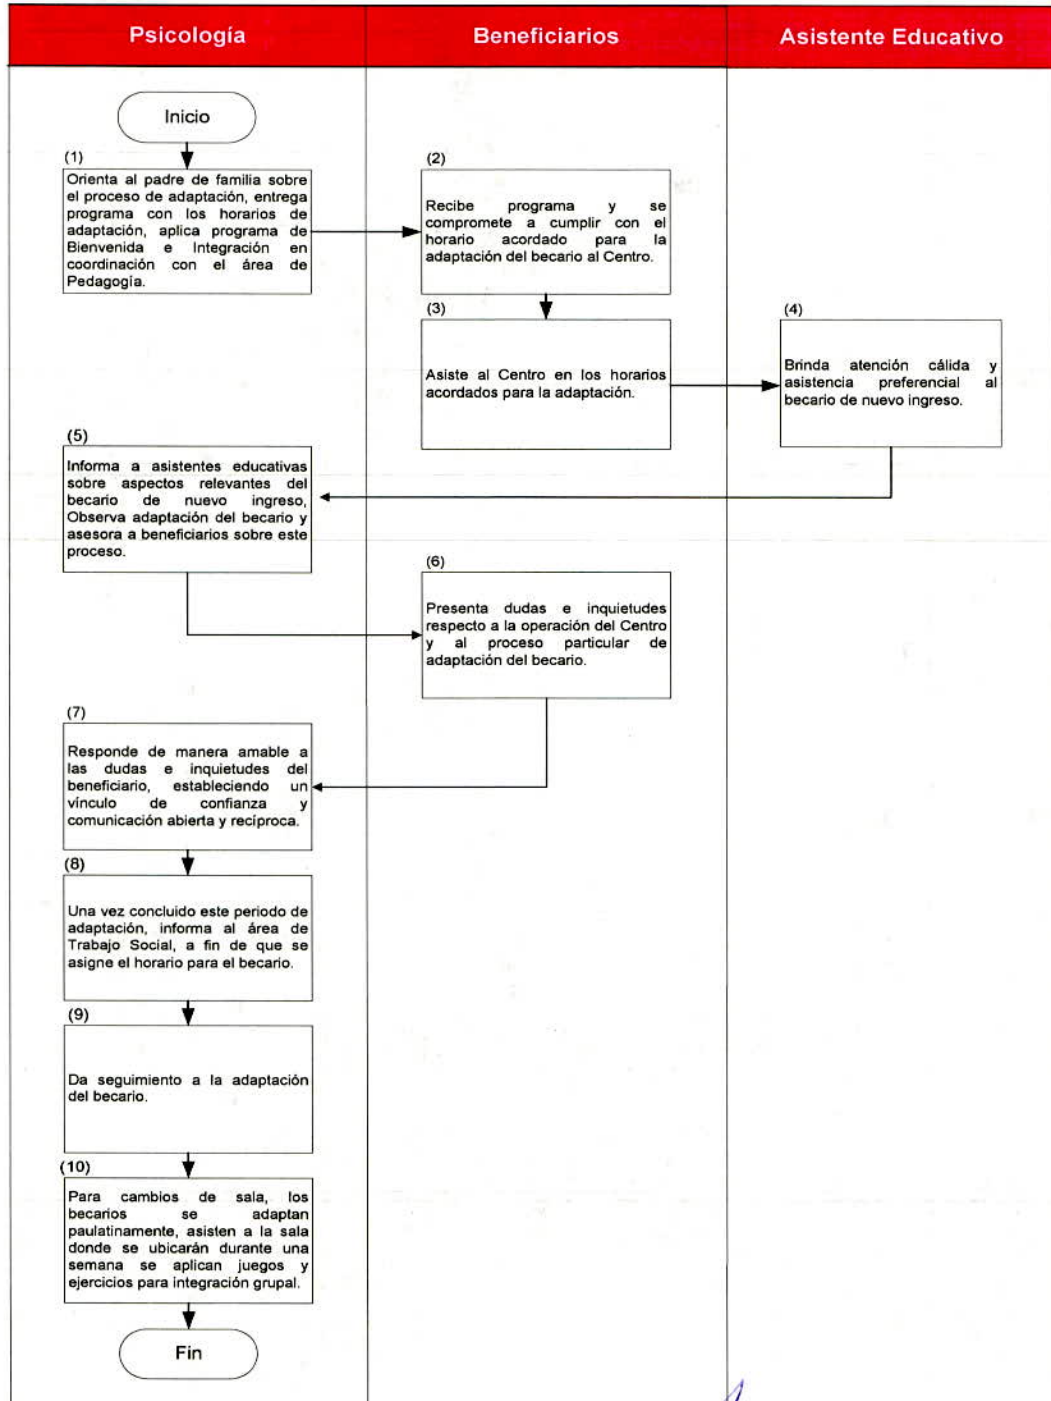 Psicología
Beneficiarios
Asistente Educativo
Inicio
(1)
Orienta al padre de familia sobre
el proceso de adaptación, entrega
programa con los horarios de
adaptación, aplica programa de
Bienvenida e Integración en
coordinación con el área de
Pedagogía.
(2)
Recibe programa y se
compromete a cumplir con el
horario acordado para la
adaptación del becario al Centro.
(3)
Asiste al Centro en los horarios
acordados para la adaptación.
(4)
Brinda atención cálida y
asistencia preferencial al
becario de nuevo ingreso.
(5)
Informa a asistentes educativas
sobre aspectos relevantes del
becario de nuevo ingreso,
Observa adaptación del becario y
asesora a beneficiarios sobre este
proceso.
(6)
Presenta dudas e inquietudes
respecto a la operación del Centro
y al proceso particular de
adaptación del becario.
(7)
Responde de manera amable a
las dudas e inquietudes del
beneficiario, estableciendo un
vínculo de confianza y
comunicación abierta y recíproca.
(8)
Una vez concluido este periodo de
adaptación, informa al área de
Trabajo Social, a fin de que se
asigne el horario para el becario.
(9)
Da seguimiento a la adaptación
del becario.
(10)
Para cambios de sala, los
becarios se adaptan
paulatinamente, asisten a la sala
donde se ubicarán durante una
semana se aplican juegos y
ejercicios para integración grupal.
Fin